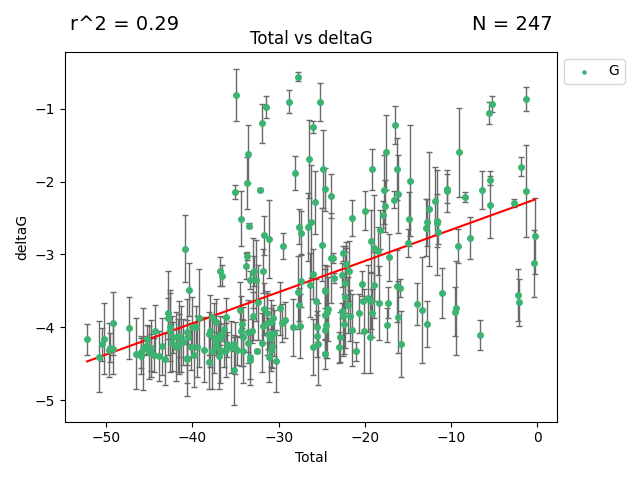 r^2 = 0.29
N = 247
Total vs deltaG
G
−1
−2
−3
−4
−5
deltaG
−50
−40
−30
−20
−10
0
Total